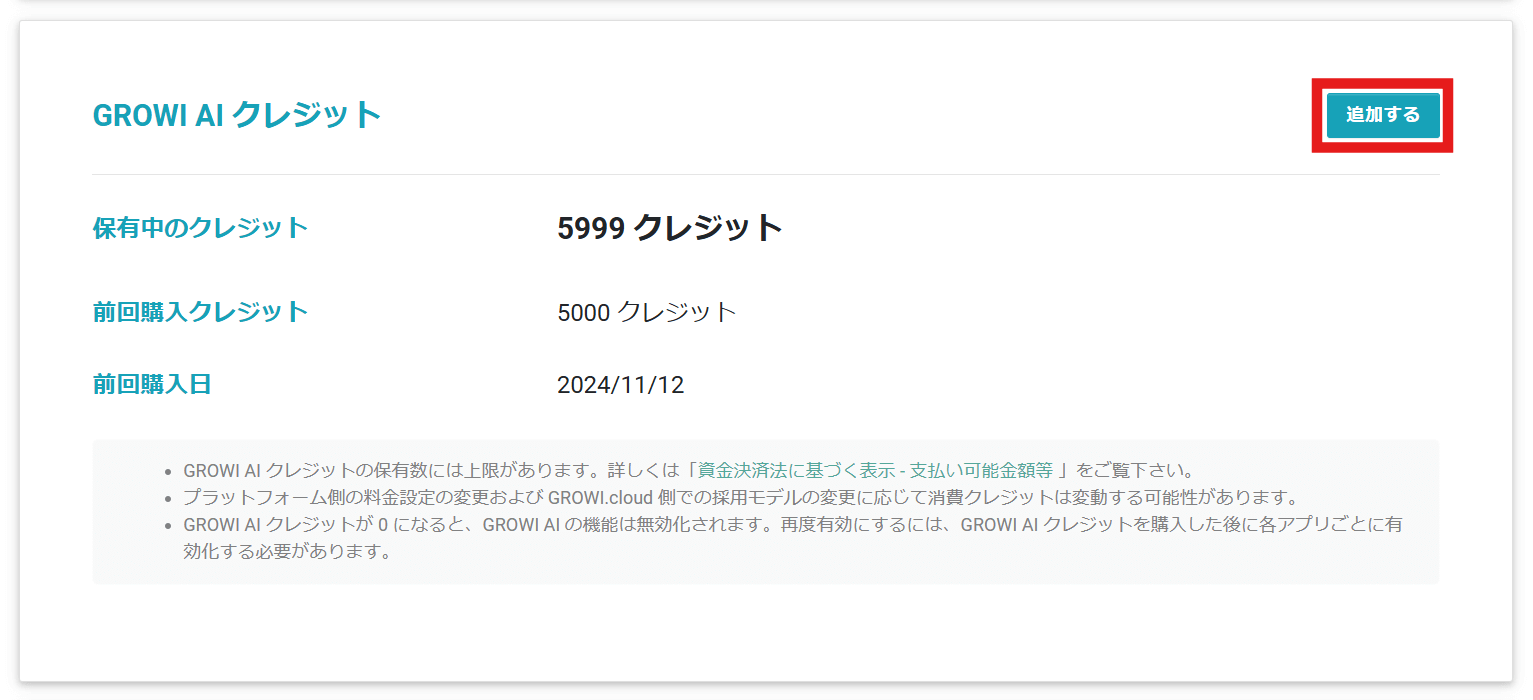 GROWI AI クレジット
追加する
保有中のクレジット 5999 クレジット
前回購入クレジット 5000 クレジット
前回購入日 2024/11/12
• GROWI AI クレジットの保有数には上限があります。詳しくは「資金決済法に基づく表示 - 支払い可能金額等 」をご覧下さい。
• プラットフォーム側の料金設定の変更および GROWI.cloud 側での採用モデルの変更に応じて消費クレジットは変動する可能性があります。
• GROWI AI クレジットが 0 になると、GROWI AI の機能は無効化されます。再度有効にするには、GROWI AI クレジットを購入した後に各アプリごとに有
効化する必要があります。